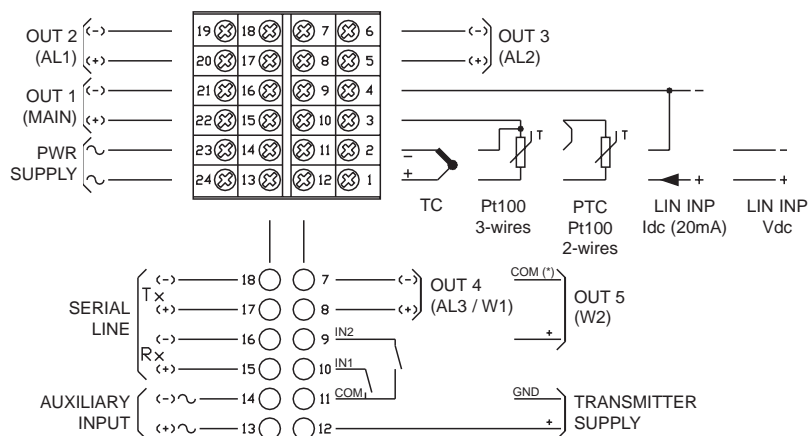 OUT 2 (-) 19 18 7 6 (-) OUT 3
(AL1) (+) 20 17 8 5 (+) (AL2)
OUT 1 (-) 21 16 9 4 -
(MAIN) (+) 22 15 10 3 T T
PWR 23 14 11 2 - -
SUPPLY 24 13 12 1 + + +
TC Pt100 PTC LIN INP LIN INP
3-wires Pt100 Idc (20mA) Vdc
2-wires
SERIAL
LINE
Tx (-) 18 7 (-) OUT 4 COM (*) OUT 5
(+) 17 8 (+) (AL3 / W1) (W2)
Rx (-) 16 9 IN2 +
(+) 15 10 IN1
AUXILIARY (-) 14 11 COM GND TRANSMITTER
INPUT (+) 13 12 + SUPPLY